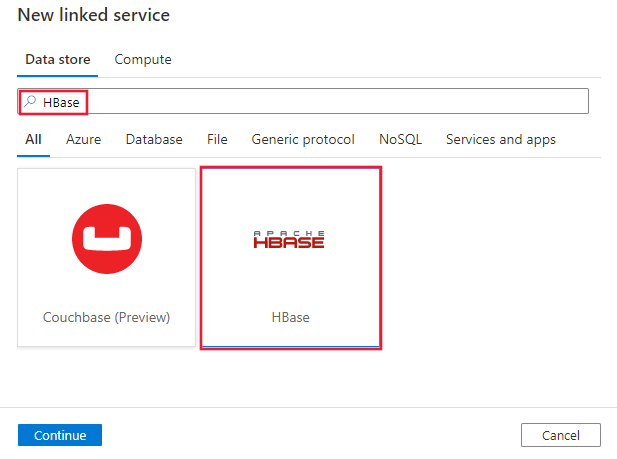 New linked service
Data store Compute
HBase
All Azure Database File Generic protocol NoSQL Services and apps
APACHE
HBASE
Couchbase (Preview) HBase
Continue Cancel